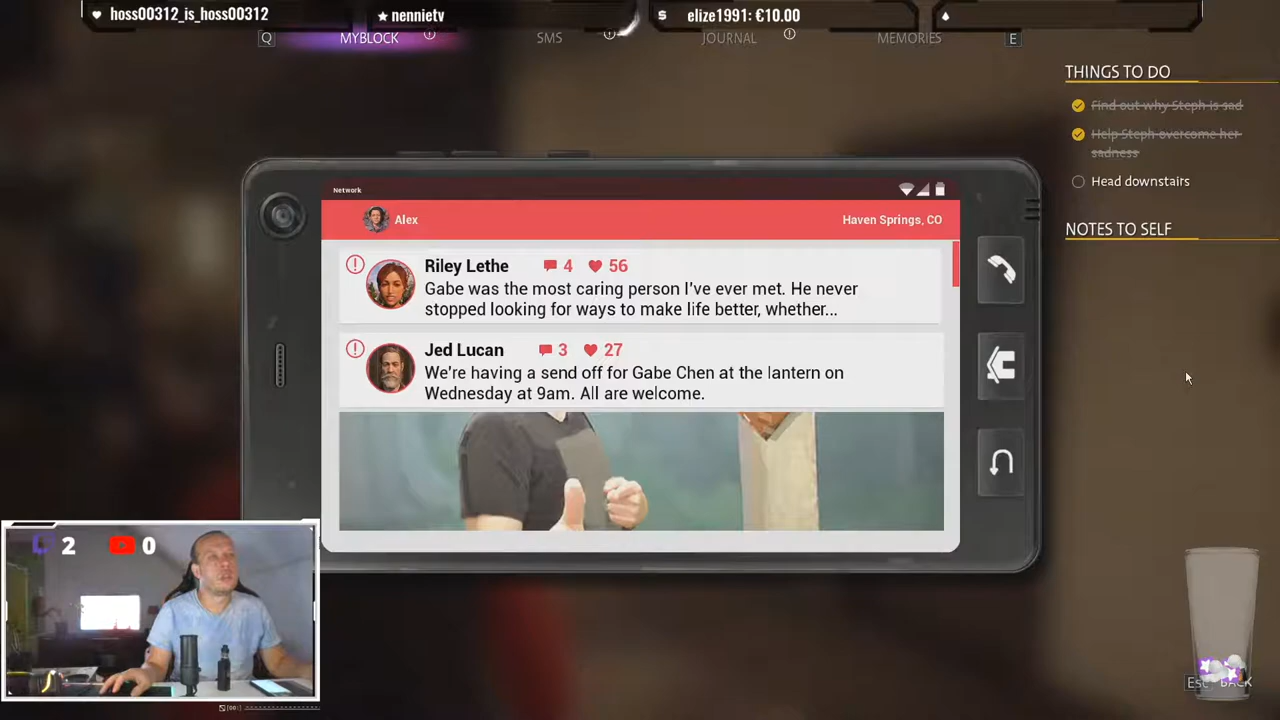 hoss00312_is_hoss00312
nennietv
$ elize1991: €10.00
Q
MYBLOCK
SMS
JOURNAL
MEMORIES
E
THINGS TO DO
Find out why Steph is sad
Help Steph overcome her
sadness
Head downstairs
NOTES TO SELF
Network
Alex
Haven Springs, CO
Riley Lethe 4 56
Gabe was the most caring person I've ever met. He never
stopped looking for ways to make life better, whether...
Jed Lucan 3 27
We're having a send off for Gabe Chen at the lantern on
Wednesday at 9am. All are welcome.
2 0
Esc BACK